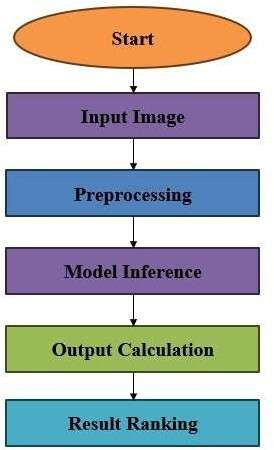 Start
Input Image
Preprocessing
Model Inference
Output Calculation
Result Ranking